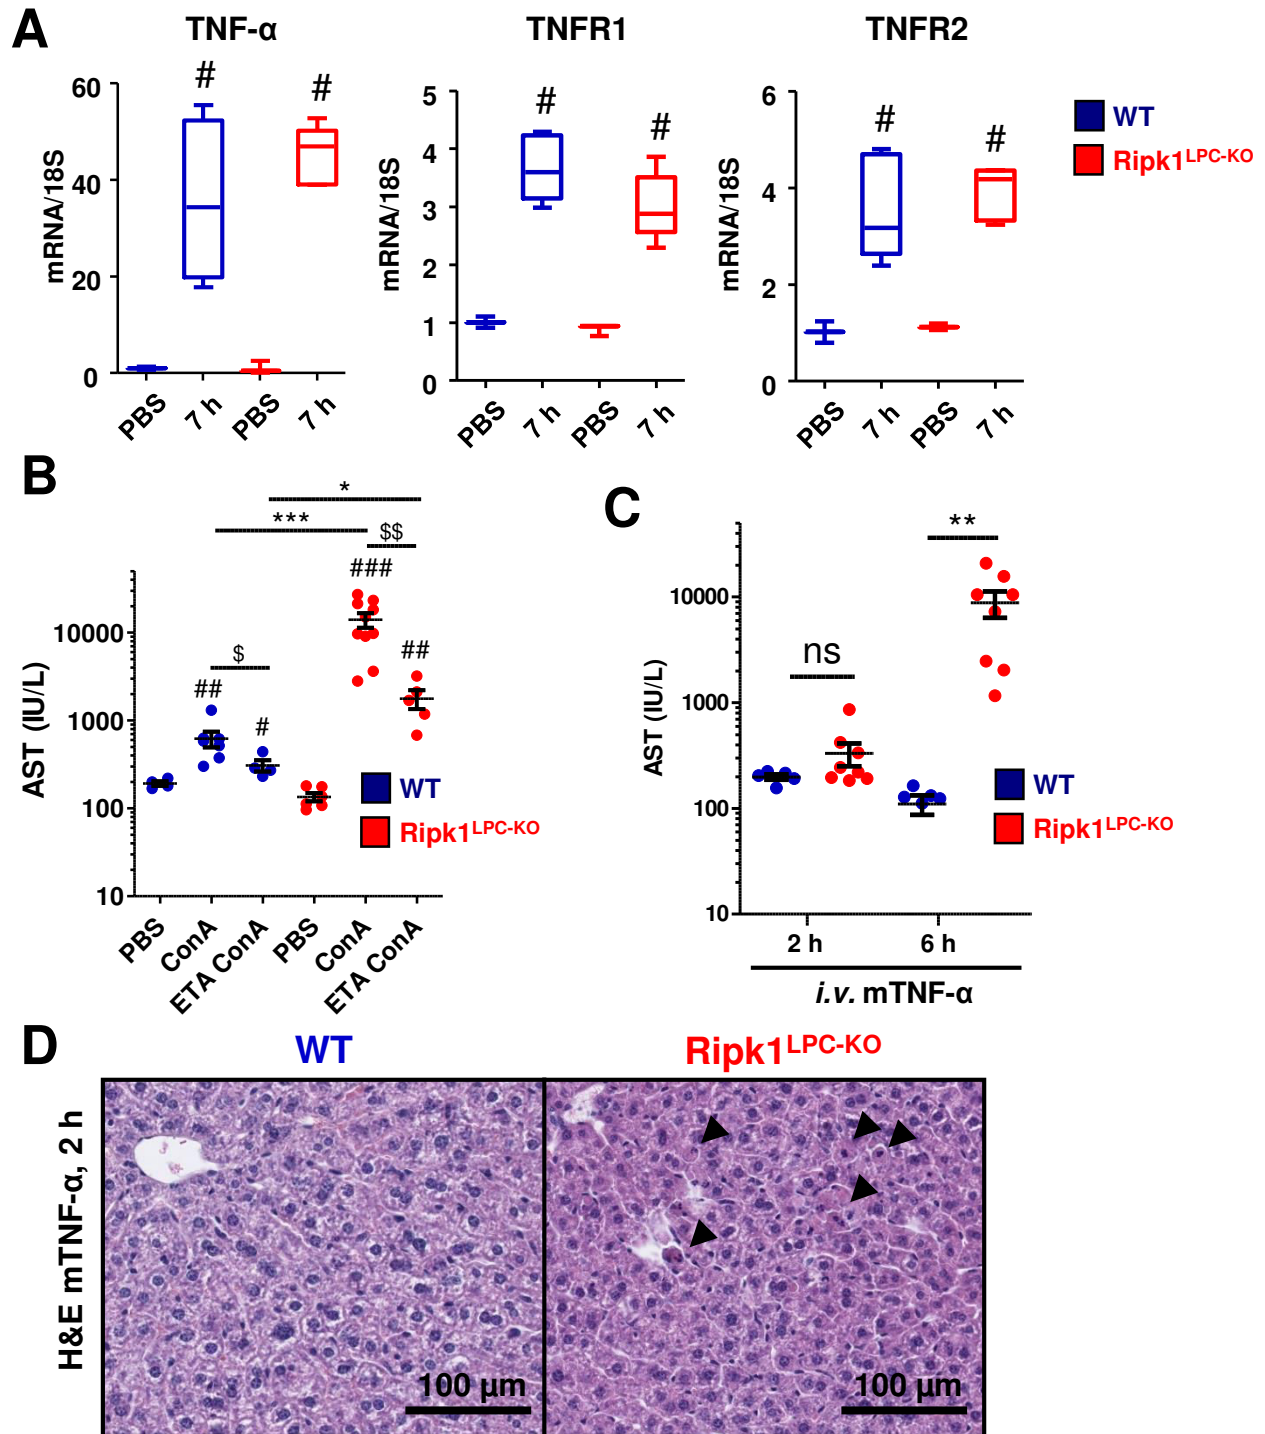 A
TNF-α
TNFR1
TNFR2
mRNA/18S
60
40
20
0
#
#
PBS
7 h
PBS
7 h
mRNA/18S
5
4
3
2
1
0
#
#
PBS
7 h
PBS
7 h
mRNA/18S
6
4
2
0
#
#
PBS
7 h
PBS
7 h
WT
Ripk1LPC-KO
B
AST (IU/L)
10000
1000
100
10
*
***
$$
###
##
$
##
#
WT
Ripk1LPC-KO
PBS
ConA
ETA ConA
PBS
ConA
ETA ConA
C
AST (IU/L)
10000
1000
100
10
**
ns
WT
Ripk1LPC-KO
2 h
6 h
i.v. mTNF-α
D
WT
Ripk1LPC-KO
H&E mTNF-α, 2 h
100 μm
100 μm